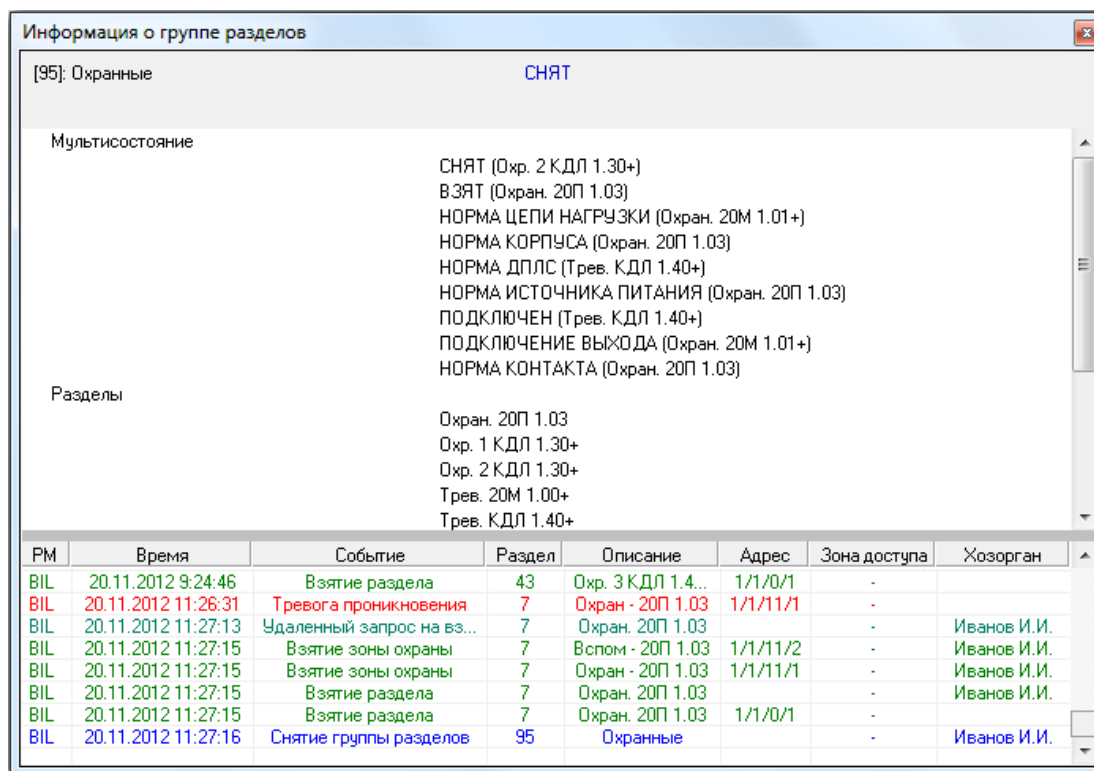 Информация о группе разделов
[95]: Охранные СНЯТ
Мультисостояние
СНЯТ (Охр. 2 КДЛ 1.30+)
ВЗЯТ (Охран. 20П 1.03)
НОРМА ЦЕПИ НАГРУЗКИ (Охран. 20М 1.01+)
НОРМА КОРПУСА (Охран. 20П 1.03)
НОРМА ДПЛС (Трев. КДЛ 1.40+)
НОРМА ИСТОЧНИКА ПИТАНИЯ (Охран. 20П 1.03)
ПОДКЛЮЧЕН (Трев. КДЛ 1.40+)
ПОДКЛЮЧЕНИЕ ВЫХОДА (Охран. 20М 1.01+)
НОРМА КОНТАКТА (Охран. 20П 1.03)
Разделы
Охран. 20П 1.03
Охр. 1 КДЛ 1.30+
Охр. 2 КДЛ 1.30+
Трев. 20М 1.00+
Трев. КДЛ 1.40+
РМ Время Событие Раздел Описание Адрес Зона доступа Хозорган
BIL 20.11.2012 9:24:46 Взятие раздела 43 Охр. 3 КДЛ 1.4... 1/1/0/1 -
BIL 20.11.2012 11:26:31 Тревога проникновения 7 Охран - 20П 1.03 1/1/11/1 -
BIL 20.11.2012 11:27:13 Удаленный запрос на вз... 7 Охран. 20П 1.03 - Иванов И.И.
BIL 20.11.2012 11:27:15 Взятие зоны охраны 7 Вспом - 20П 1.03 1/1/11/2 - Иванов И.И.
BIL 20.11.2012 11:27:15 Взятие зоны охраны 7 Охран - 20П 1.03 1/1/11/1 - Иванов И.И.
BIL 20.11.2012 11:27:15 Взятие раздела 7 Охран. 20П 1.03 - Иванов И.И.
BIL 20.11.2012 11:27:15 Взятие раздела 7 Охран. 20П 1.03 1/1/0/1 -
BIL 20.11.2012 11:27:16 Снятие группы разделов 95 Охранные - Иванов И.И.